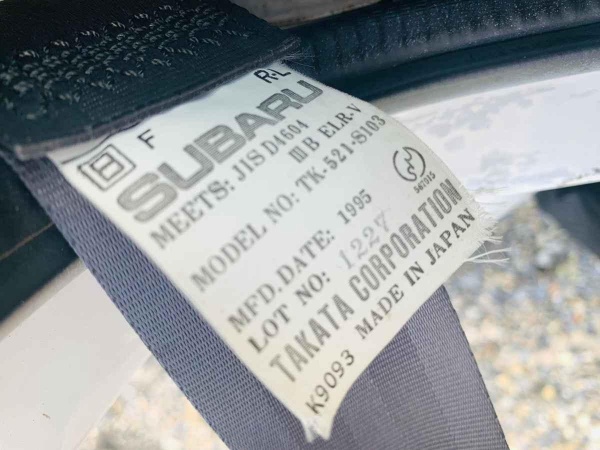 B F R-L
SUBARU
MEETS: JIS D4604
III B ELR-V
MODEL NO: TK-521-S103
MFD.DATE: 1995
LOT NO: 1227
TAKATA CORPORATION
K9093 MADE IN JAPAN